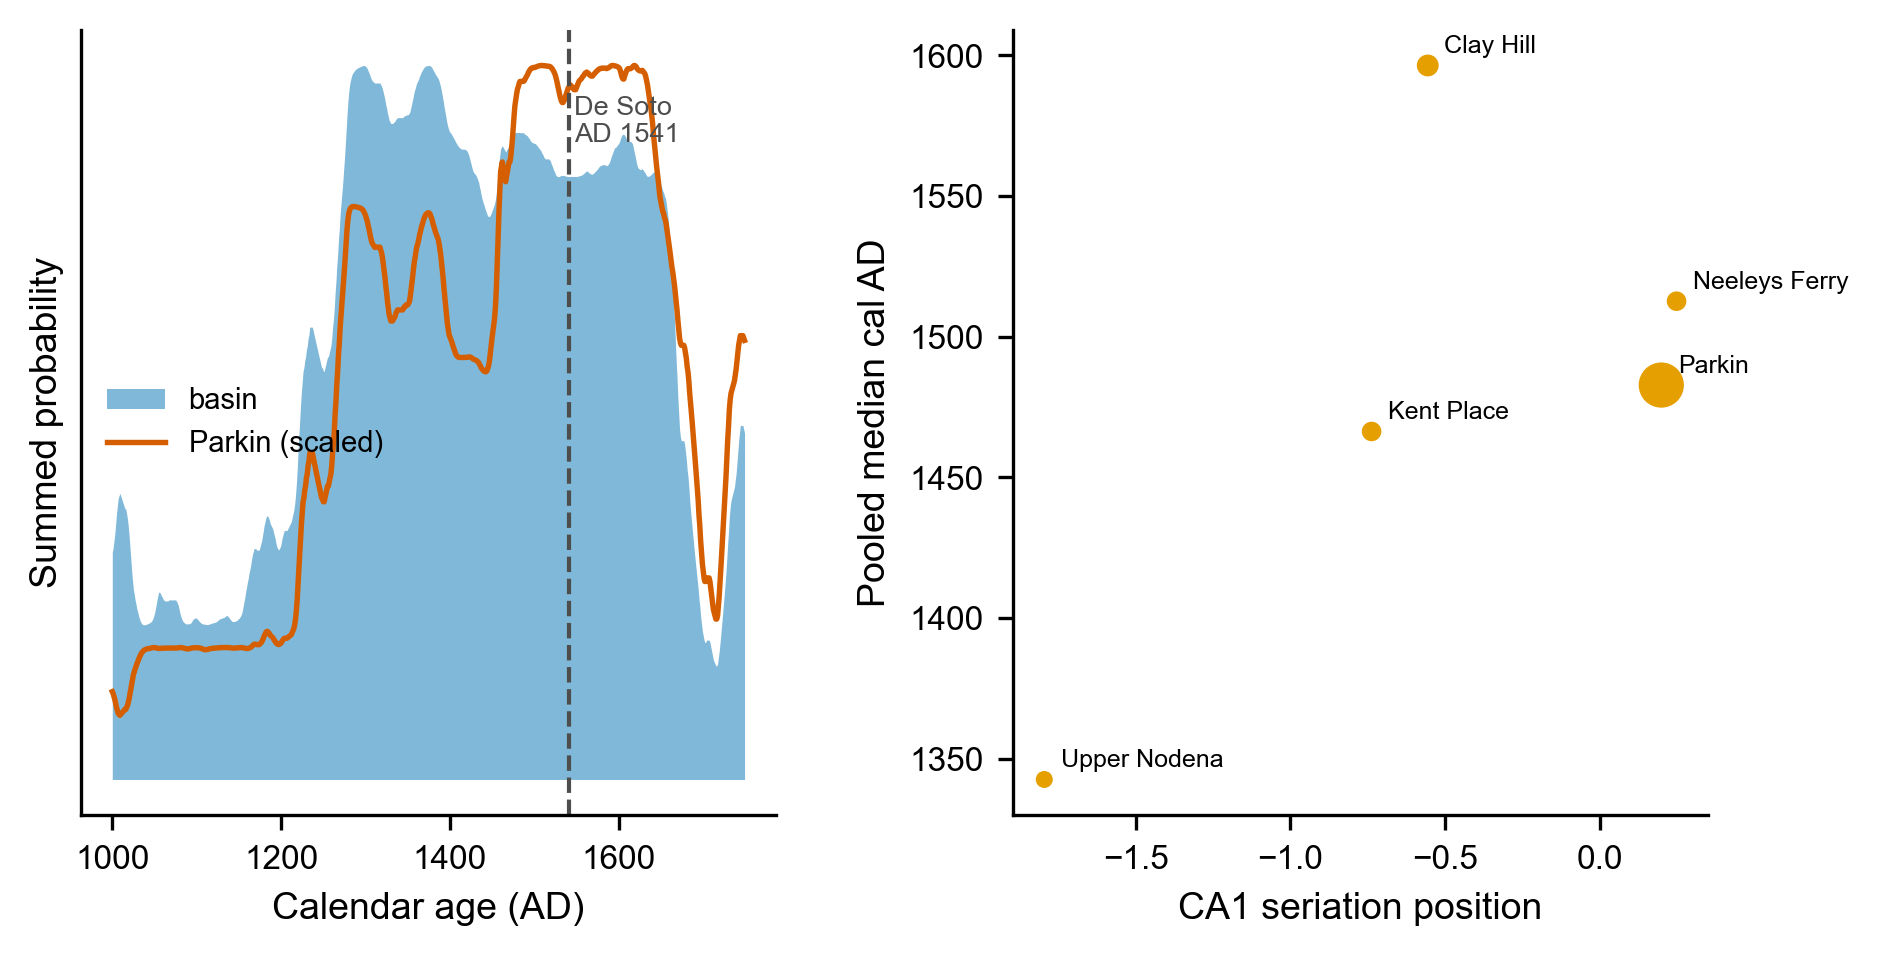 Summed probability
De Soto
AD 1541
basin
Parkin (scaled)
1000
1200
1400
1600
Calendar age (AD)
Pooled median cal AD
1600
1550
1500
1450
1400
1350
Clay Hill
Neeleys Ferry
Parkin
Kent Place
Upper Nodena
−1.5
−1.0
−0.5
0.0
CA1 seriation position